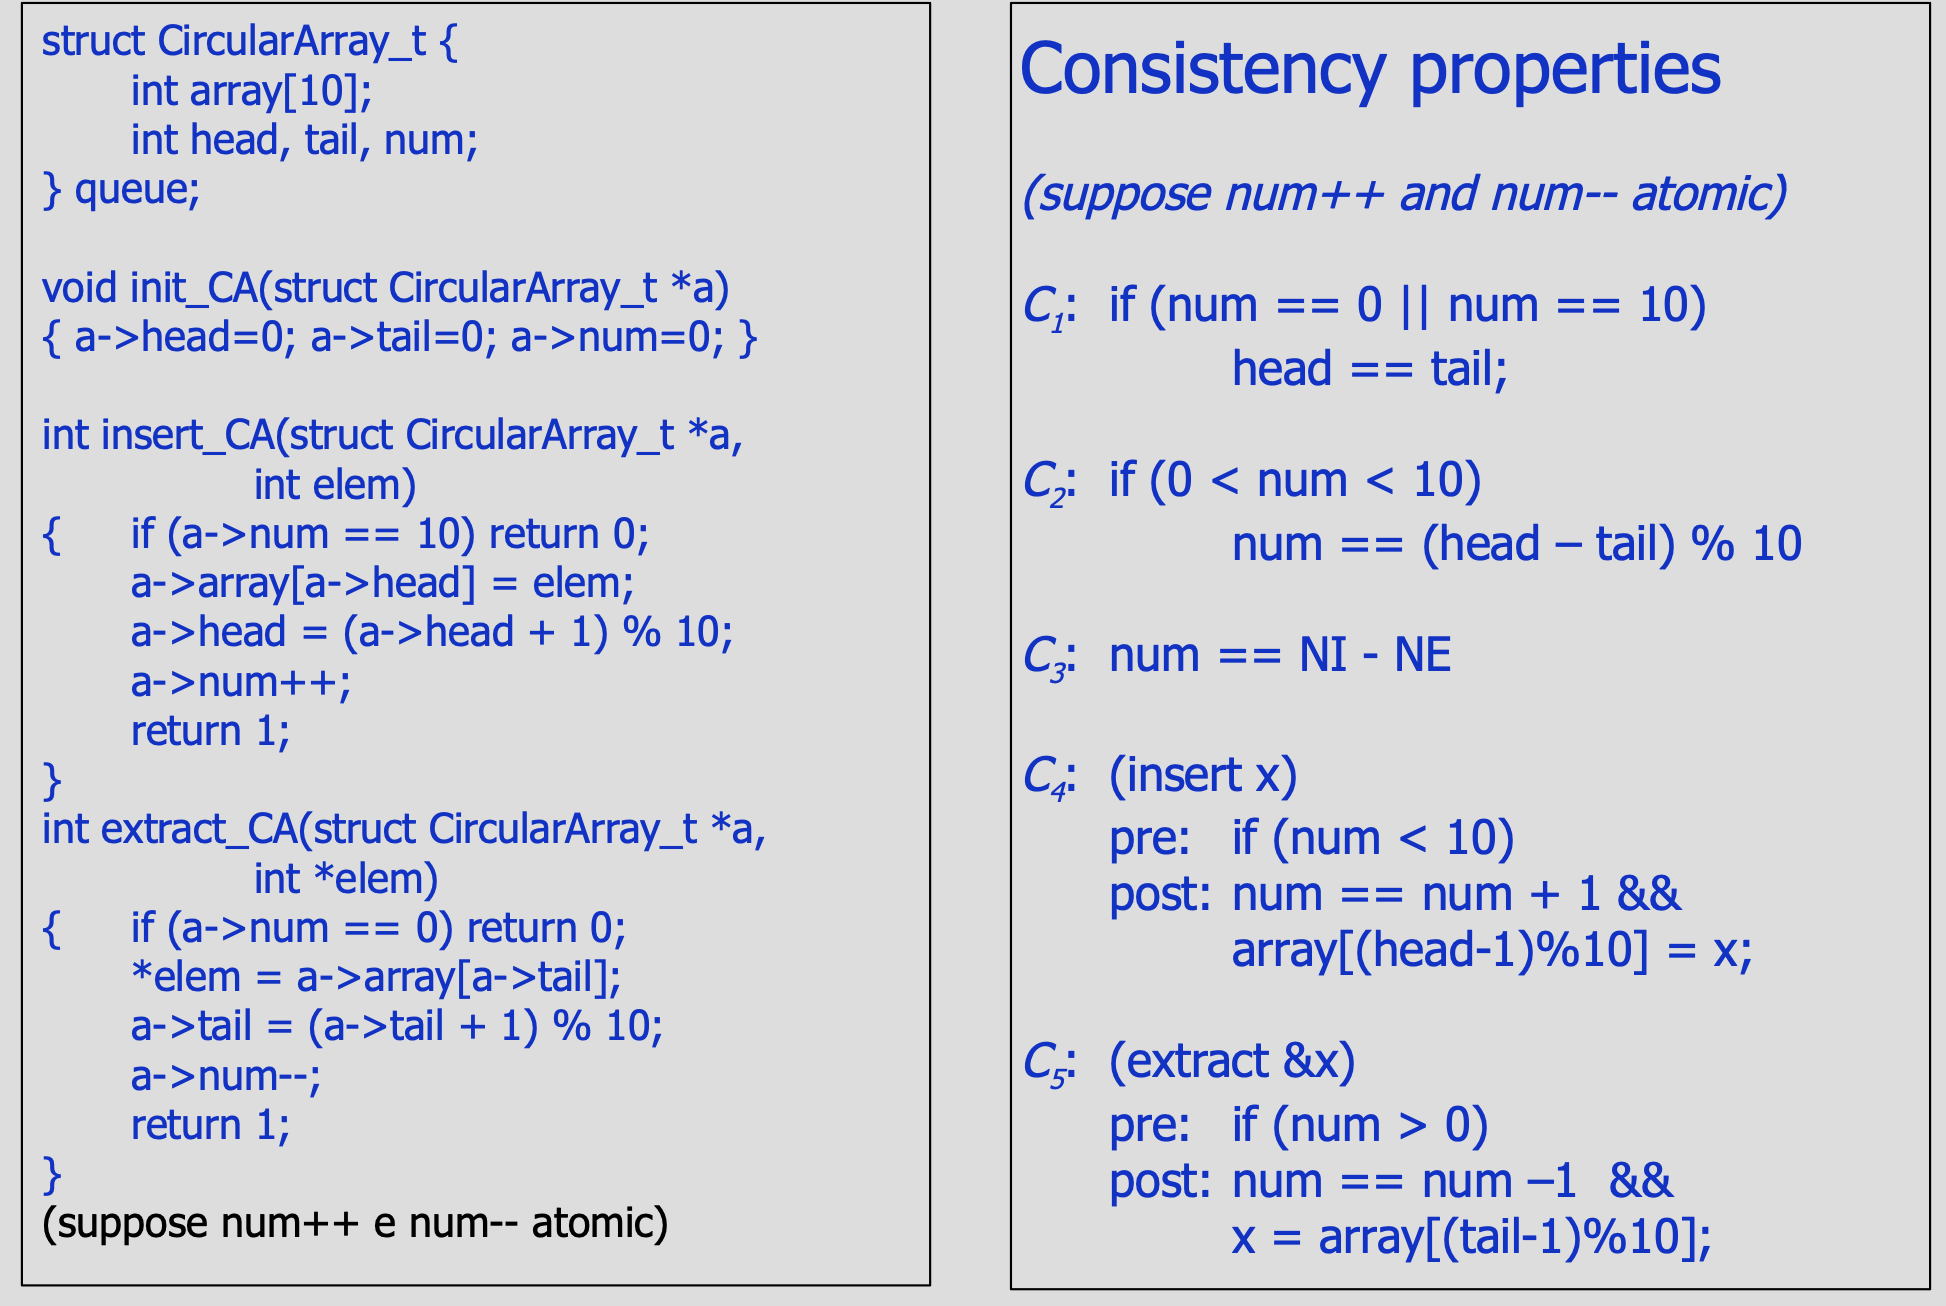 struct CircularArray_t {
int array[10];
int head, tail, num;
} queue;
void init_CA(struct CircularArray_t *a)
{ a->head=0; a->tail=0; a->num=0; }
int insert_CA(struct CircularArray_t *a,
int elem)
{ if (a->num == 10) return 0;
a->array[a->head] = elem;
a->head = (a->head + 1) % 10;
a->num++;
return 1;
}
int extract_CA(struct CircularArray_t *a,
int *elem)
{ if (a->num == 0) return 0;
*elem = a->array[a->tail];
a->tail = (a->tail + 1) % 10;
a->num--;
return 1;
}
(suppose num++ e num-- atomic)
Consistency properties
(suppose num++ and num-- atomic)
C1: if (num == 0 || num == 10)
head == tail;
C2: if (0 < num < 10)
num == (head – tail) % 10
C3: num == NI - NE
C4: (insert x)
pre: if (num < 10)
post: num == num + 1 &&
array[(head-1)%10] = x;
C5: (extract &x)
pre: if (num > 0)
post: num == num –1 &&
x = array[(tail-1)%10];